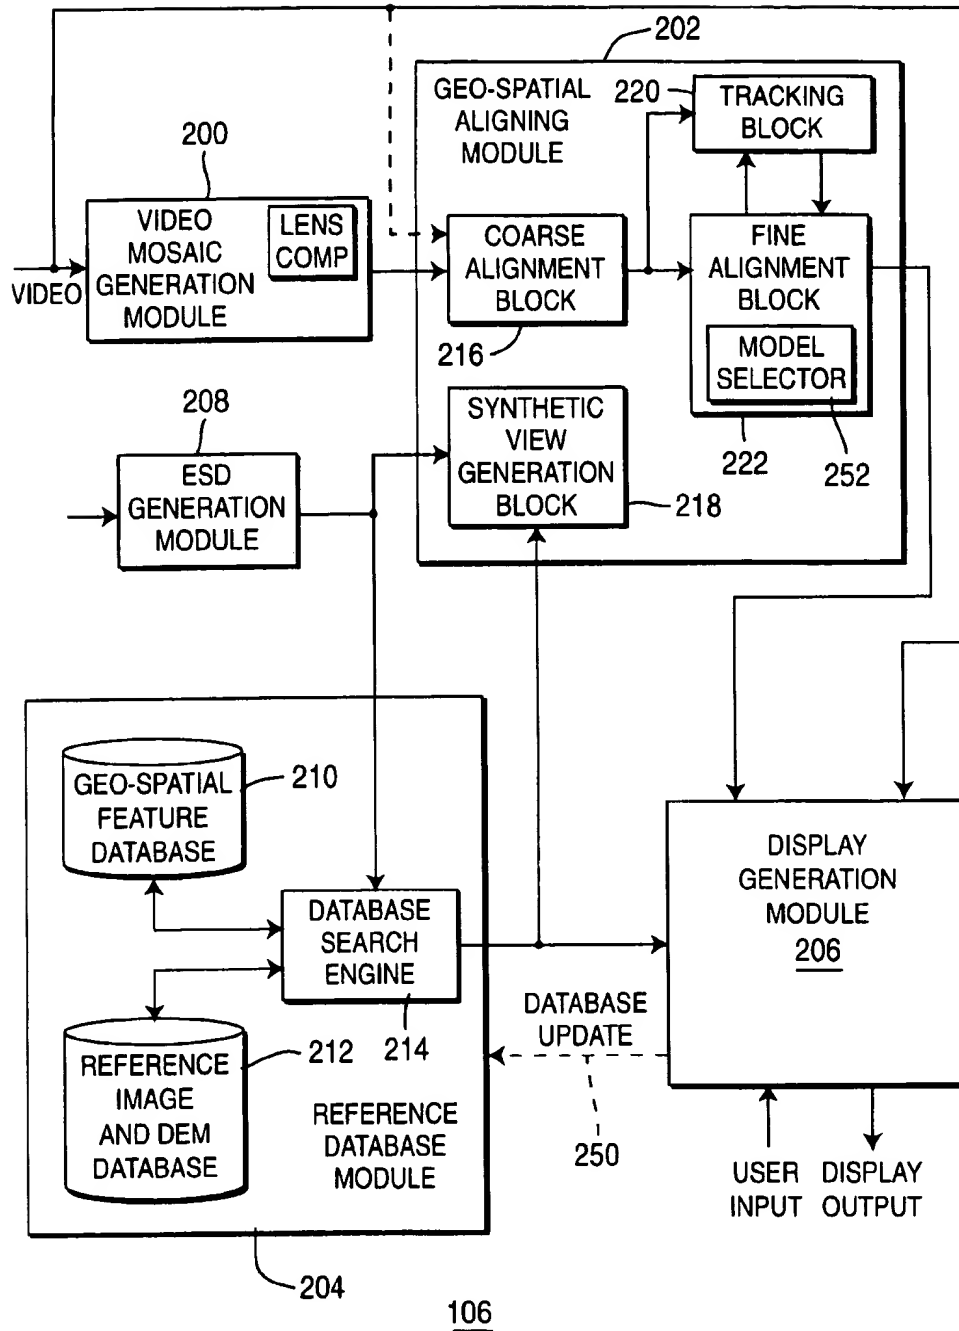 202
GEO-SPATIAL
ALIGNING
MODULE
220
TRACKING
BLOCK
200
VIDEO
MOSAIC
GENERATION
MODULE
LENS
COMP
VIDEO
COARSE
ALIGNMENT
BLOCK
216
FINE
ALIGNMENT
BLOCK
MODEL
SELECTOR
222
252
208
ESD
GENERATION
MODULE
SYNTHETIC
VIEW
GENERATION
BLOCK
218
GEO-SPATIAL
FEATURE
DATABASE
210
DATABASE
SEARCH
ENGINE
214
REFERENCE
IMAGE
AND DEM
DATABASE
212
REFERENCE
DATABASE
MODULE
204
DATABASE
UPDATE
250
DISPLAY
GENERATION
MODULE
206
USER
INPUT
DISPLAY
OUTPUT
106